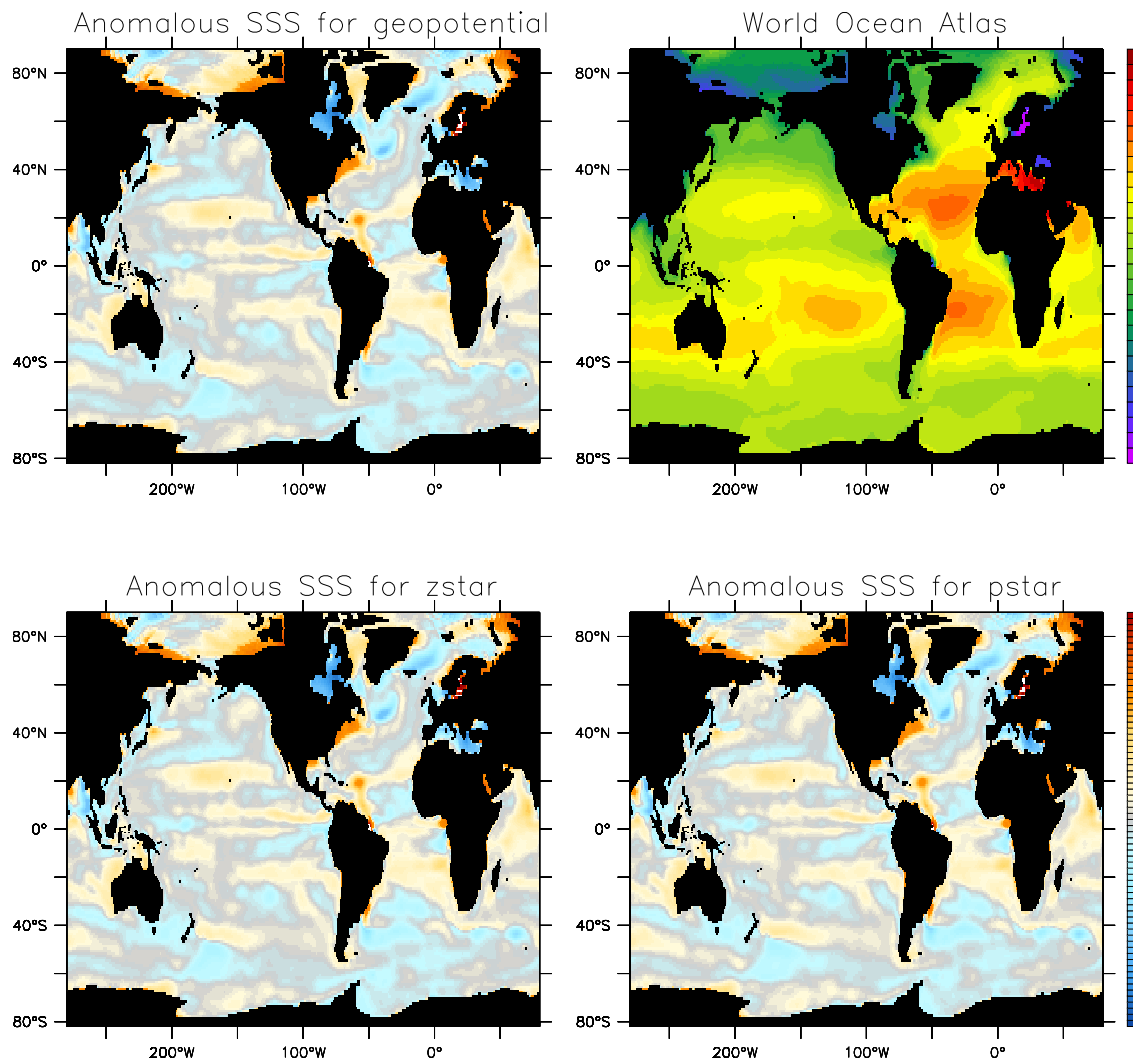 Anomalous SSS for geopotential
World Ocean Atlas
80°N
40°N
0°
40°S
80°S
200°W 100°W 0°
80°N
40°N
0°
40°S
80°S
200°W 100°W 0°
Anomalous SSS for zstar
Anomalous SSS for pstar
80°N
40°N
0°
40°S
80°S
200°W 100°W 0°
80°N
40°N
0°
40°S
80°S
200°W 100°W 0°